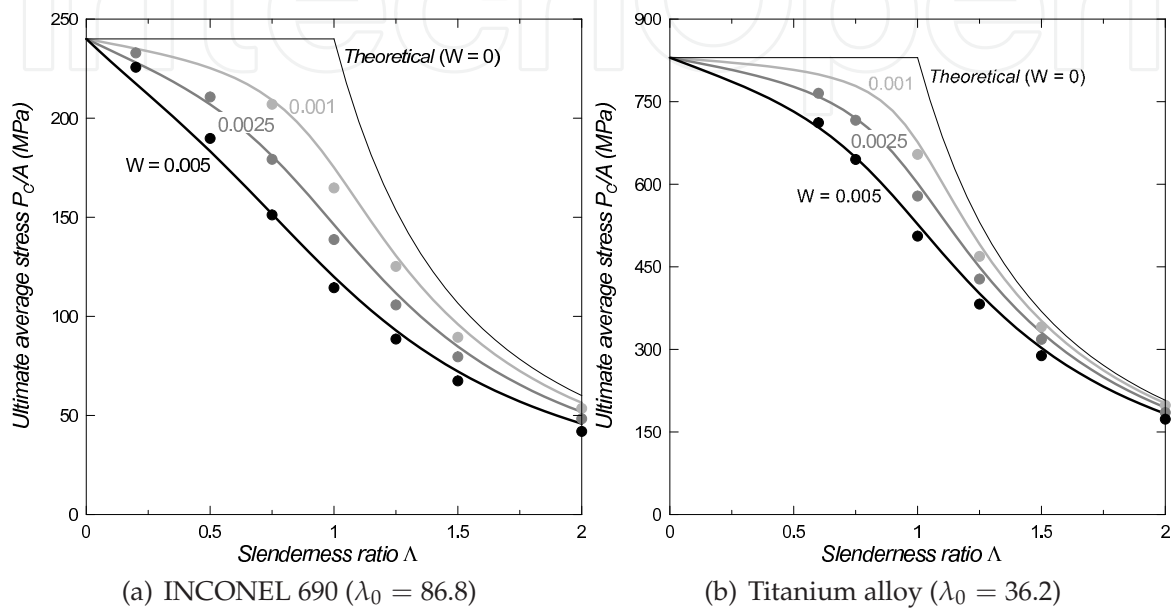 InTechOpen
250
200
150
100
50
0
0 0.5 1 1.5 2
Ultimate average stress P_C/A (MPa)
Slenderness ratio Λ
Theoretical (W = 0)
0.001
0.0025
W = 0.005
(a) INCONEL 690 (λ₀ = 86.8)
900
750
600
450
300
150
0
0 0.5 1 1.5 2
Ultimate average stress P_C/A (MPa)
Slenderness ratio Λ
Theoretical (W = 0)
0.001
0.0025
W = 0.005
(b) Titanium alloy (λ₀ = 36.2)